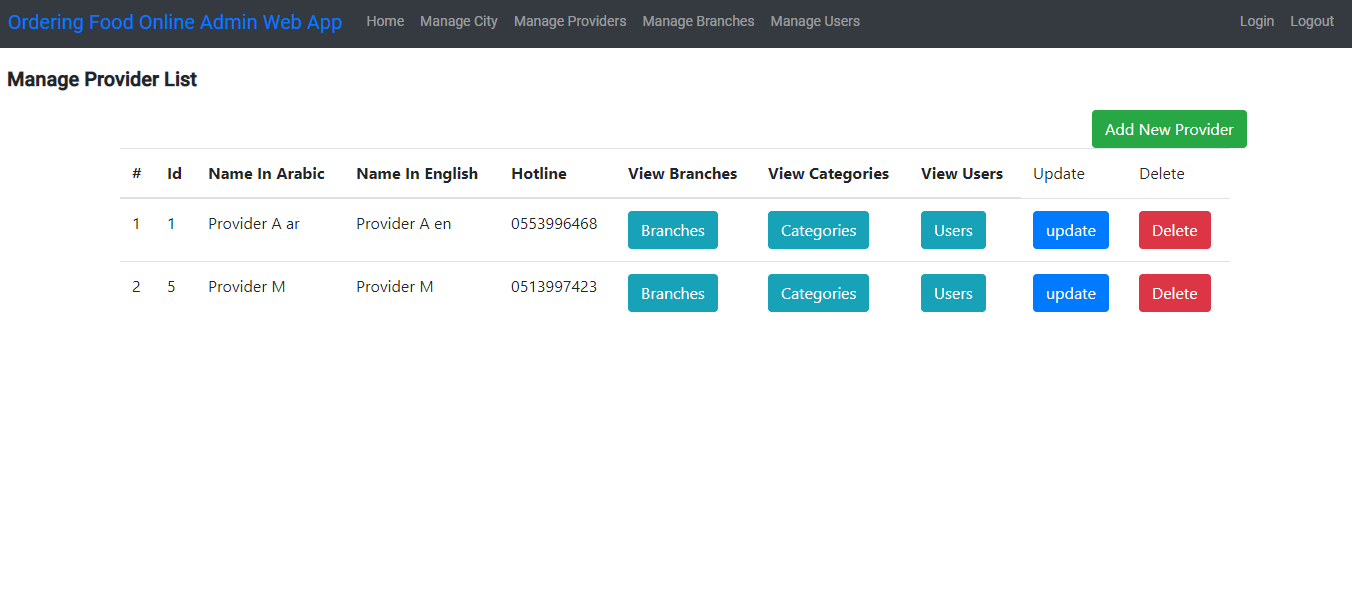 Ordering Food Online Admin Web App Home Manage City Manage Providers Manage Branches Manage Users Login Logout
Manage Provider List
Add New Provider
# Id Name In Arabic Name In English Hotline View Branches View Categories View Users Update Delete
1 1 Provider A ar Provider A en 0553996468 Branches Categories Users update Delete
2 5 Provider M Provider M 0513997423 Branches Categories Users update Delete